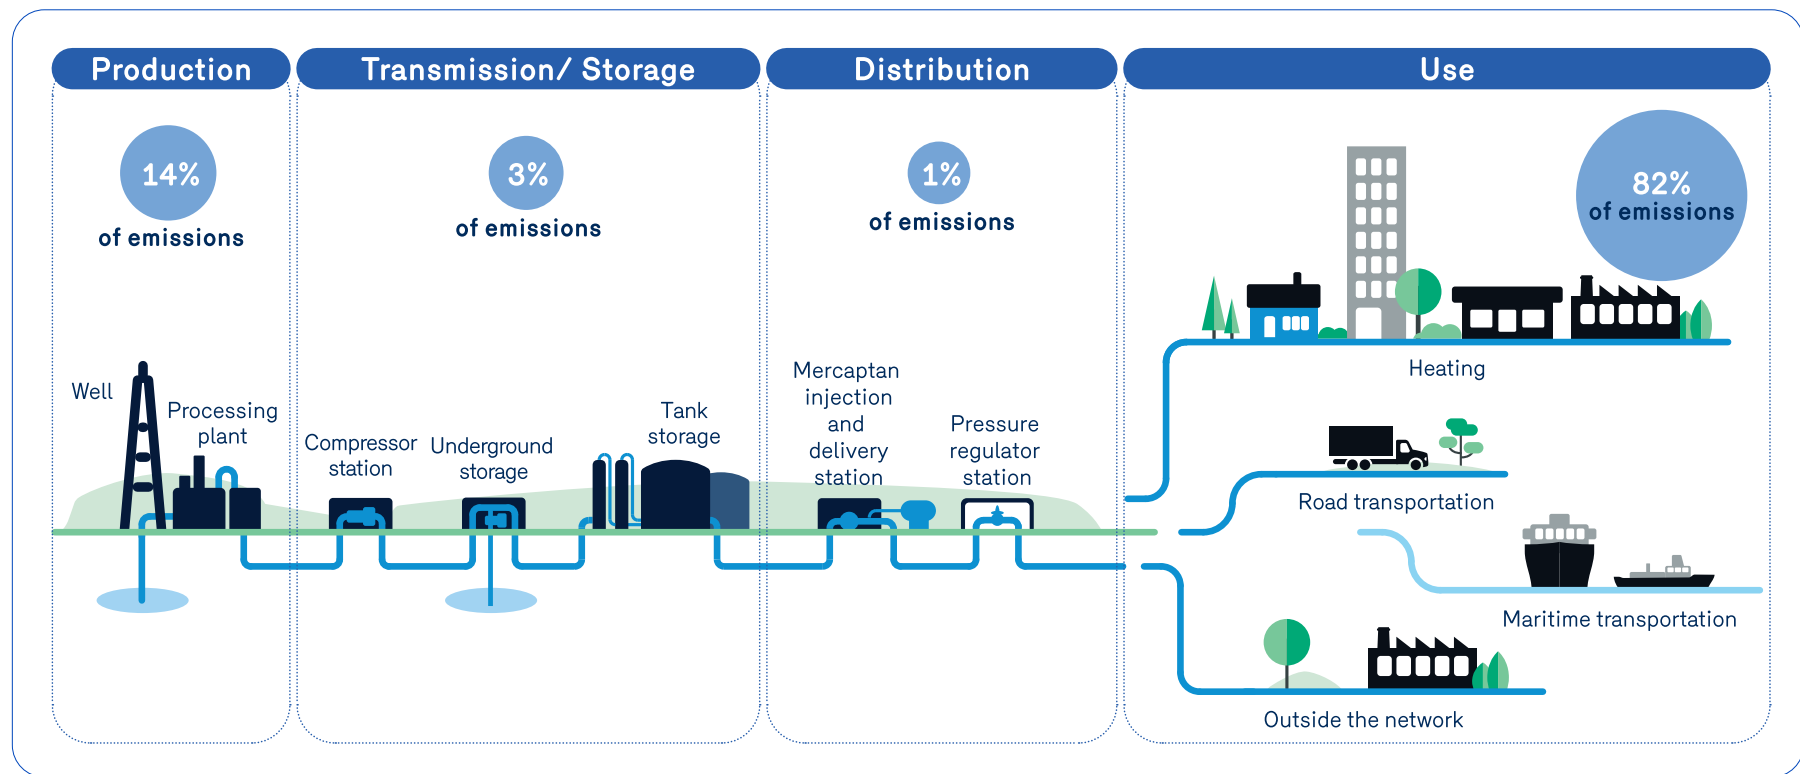 Production
14%
of emissions
Well
Processing
plant
Transmission/ Storage
3%
of emissions
Compressor
station
Underground
storage
Tank
storage
Distribution
1%
of emissions
Mercaptan
injection
and
delivery
station
Pressure
regulator
station
Use
82%
of emissions
Heating
Road transportation
Maritime transportation
Outside the network